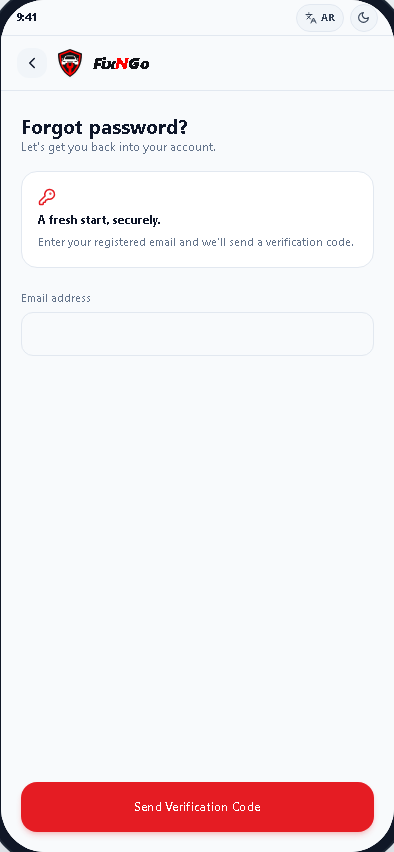 9:41
AR
FixNGo
Forgot password?
Let's get you back into your account.
A fresh start, securely.
Enter your registered email and we'll send a verification code.
Email address
Send Verification Code